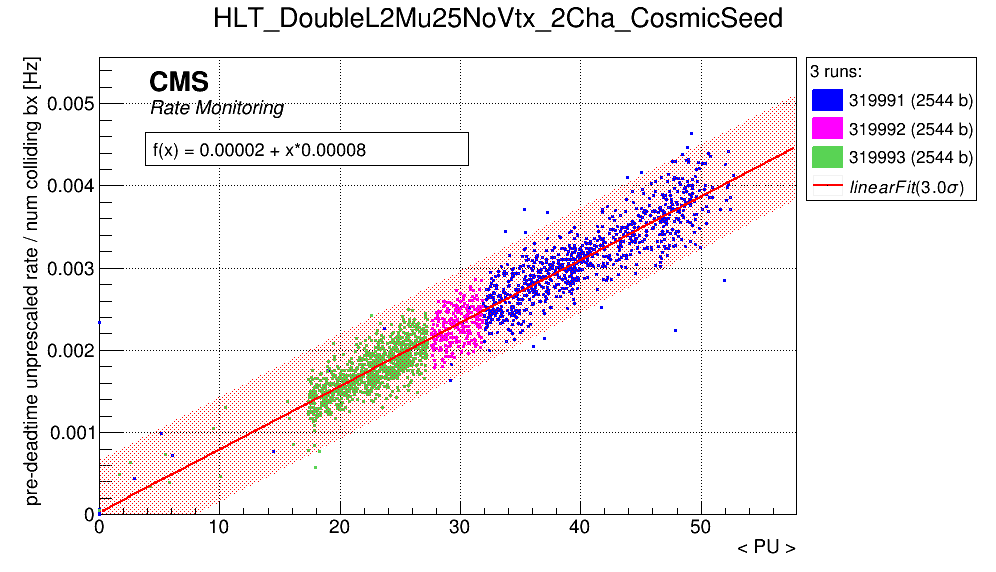 HLT_DoubleL2Mu25NoVtx_2Cha_CosmicSeed
pre-deadtime unprescaled rate / num colliding bx [Hz]
CMS
Rate Monitoring
f(x) = 0.00002 + x*0.00008
0.005
0.004
0.003
0.002
0.001
0
0 10 20 30 40 50
< PU >
3 runs:
319991 (2544 b)
319992 (2544 b)
319993 (2544 b)
linearFit(3.0σ)